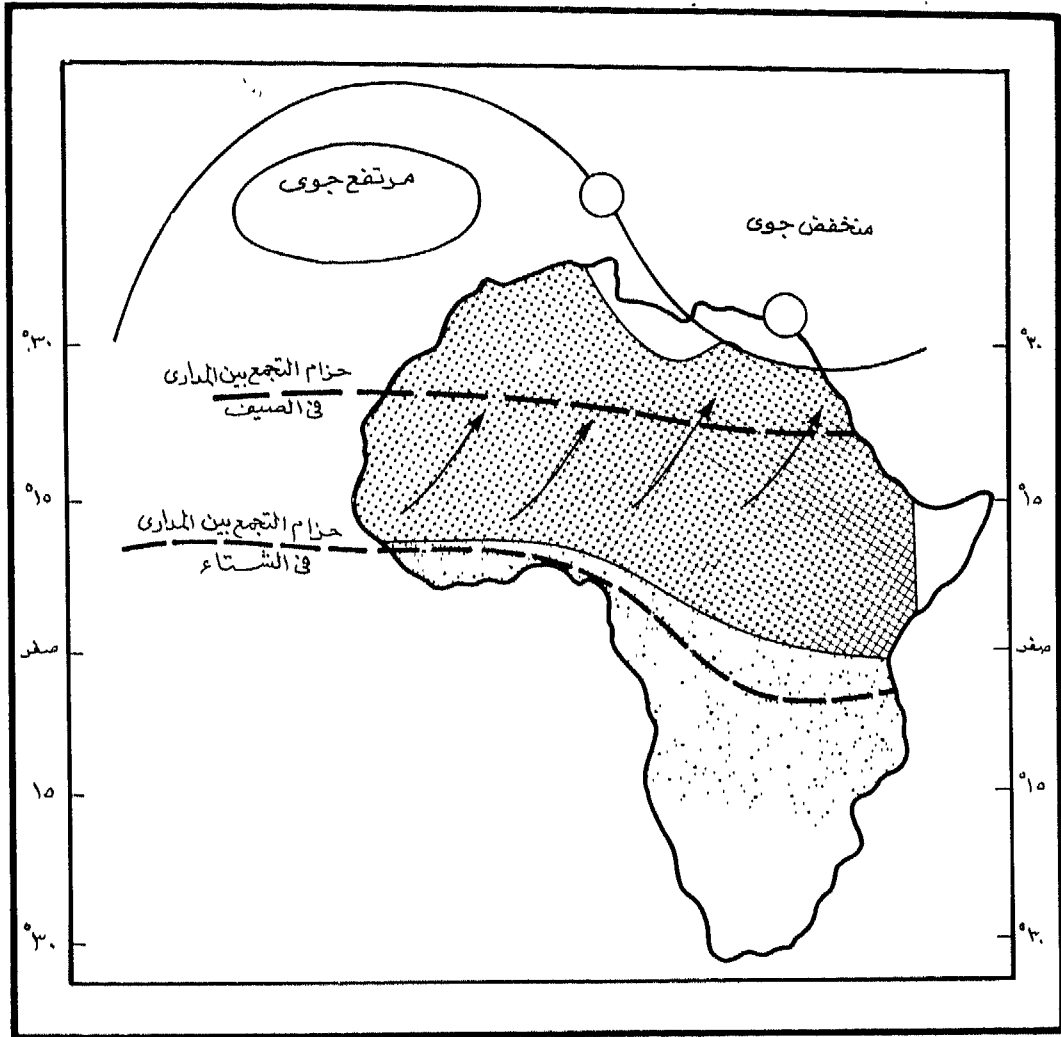 مرتفع جوى
منخفض جوى
°٣٠
°٣٠
حزام التجمع بين المدارى
فى الصيف
°١٥
°١٥
حزام التجمع بين المدارى
فى الشتاء
صفر
صفر
١٥
°١٥
°٣٠
°٣٠